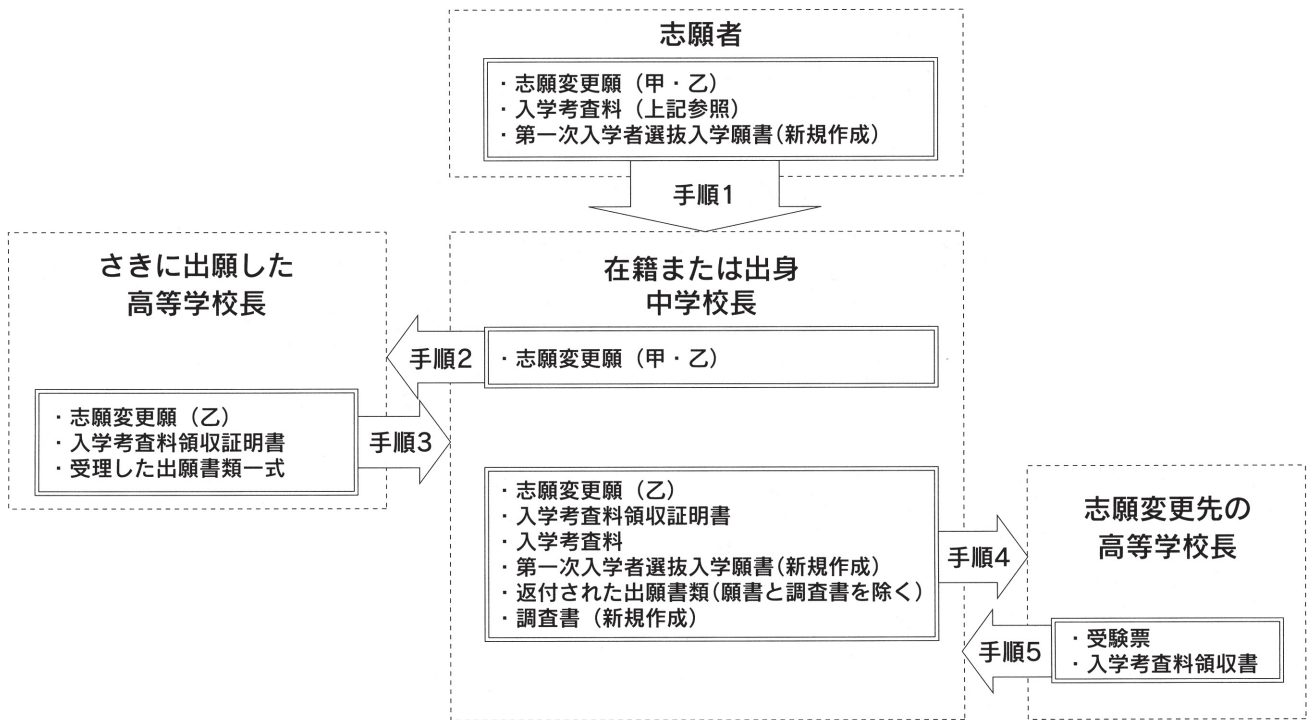 志願者
・志願変更願（甲・乙）
・入学考査料（上記参照）
・第一次入学者選抜入学願書（新規作成）
手順1
さきに出願した
高等学校長
在籍または出身
中学校長
手順2
・志願変更願（甲・乙）
・志願変更願（乙）
・入学考査料領収証明書
・受理した出願書類一式
手順3
・志願変更願（乙）
・入学考査料領収証明書
・入学考査料
・第一次入学者選抜入学願書（新規作成）
・返付された出願書類（願書と調査書を除く）
・調査書（新規作成）
手順4
志願変更先の
高等学校長
手順5
・受験票
・入学考査料領収書